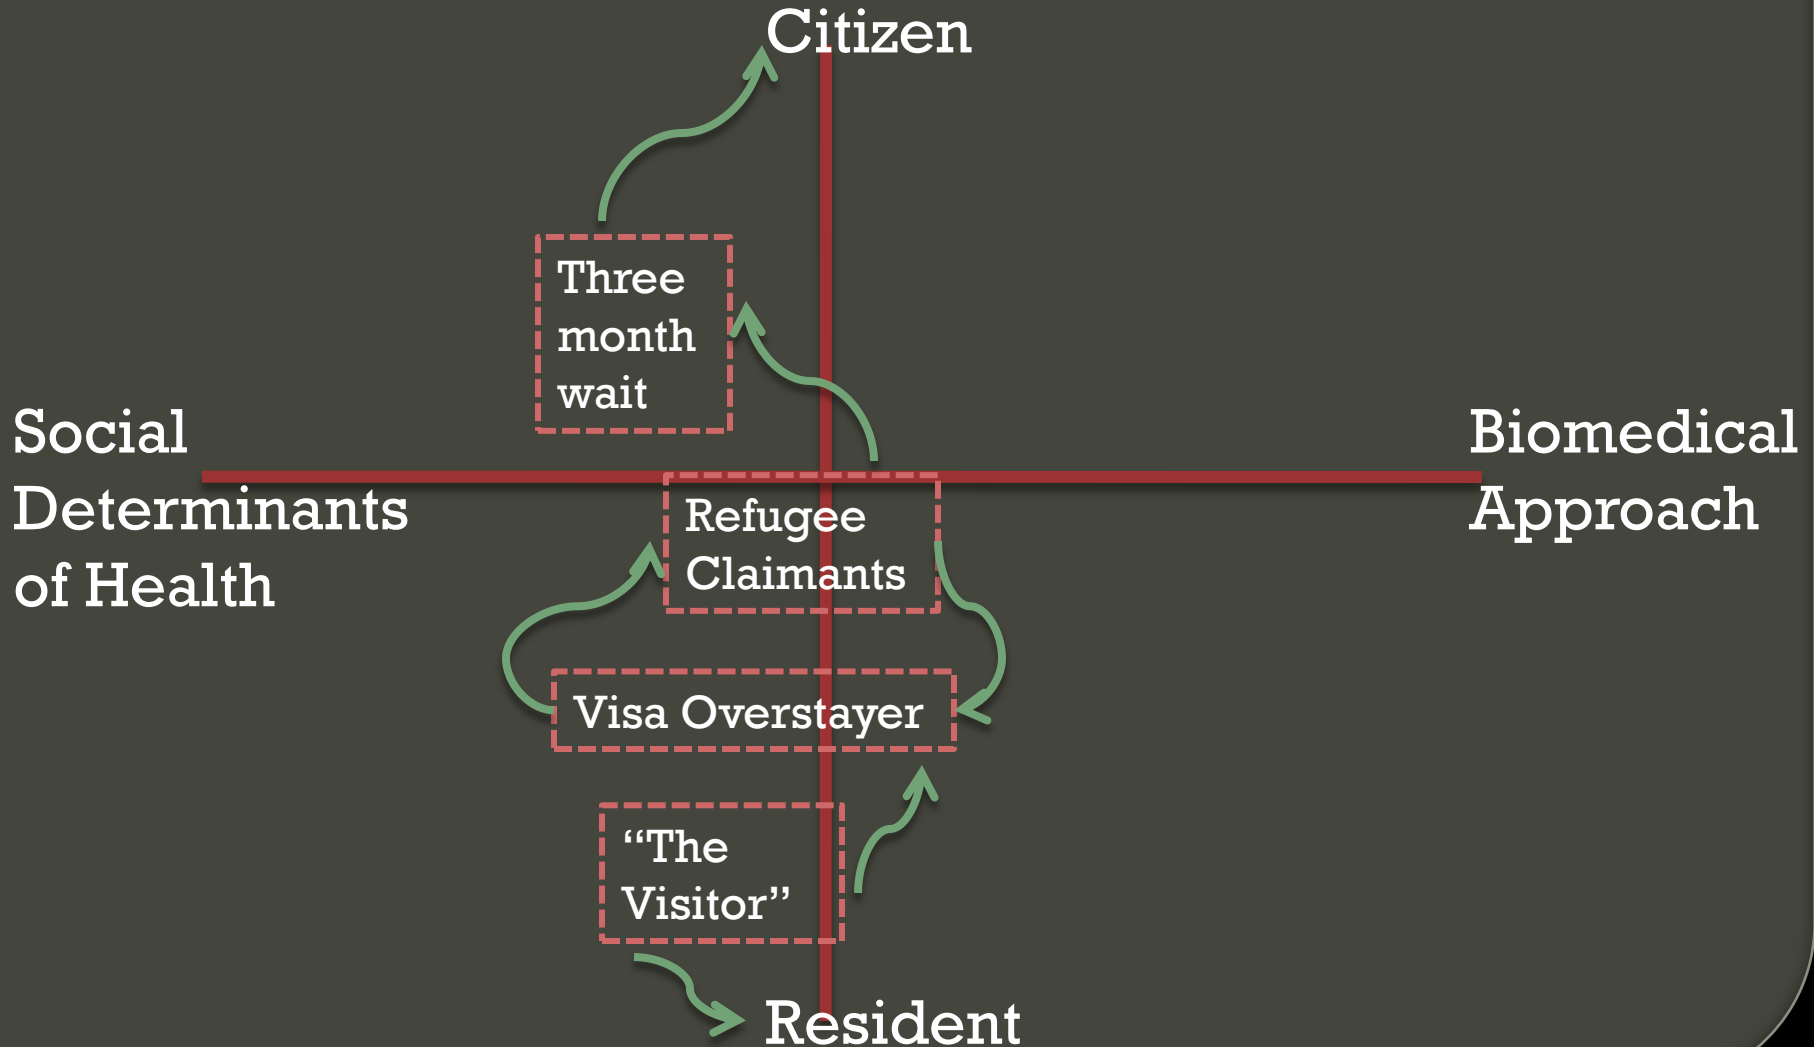 Citizen
Three
month
wait
Social
Determinants
of Health
Biomedical
Approach
Refugee
Claimants
Visa Overstayer
“The
Visitor”
Resident